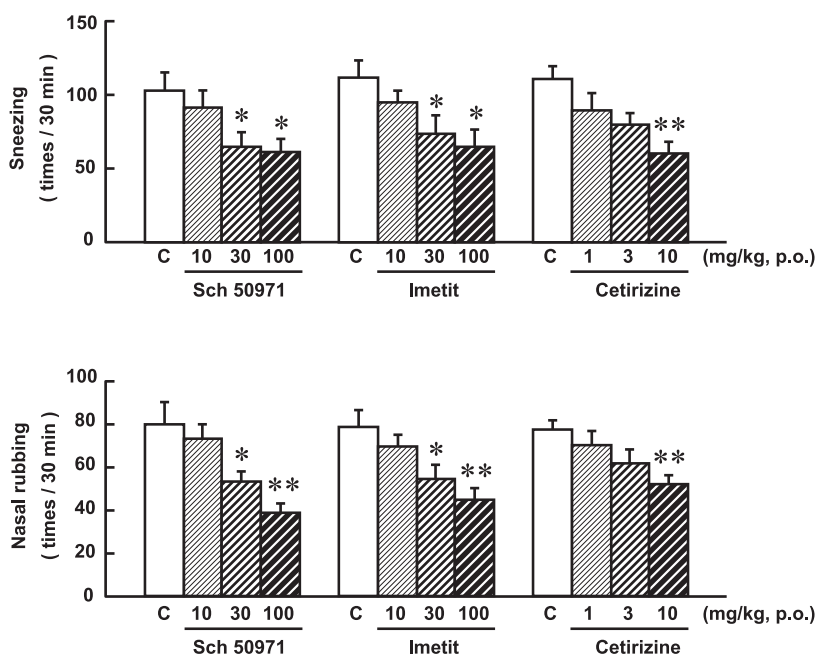 150
Sneezing
( times / 30 min )
100
50
0
* * * * **
C 10 30 100 C 10 30 100 C 1 3 10 (mg/kg, p.o.)
Sch 50971 Imetit Cetirizine
100
Nasal rubbing
( times / 30 min )
80
60
40
20
0
* ** * ** **
C 10 30 100 C 10 30 100 C 1 3 10 (mg/kg, p.o.)
Sch 50971 Imetit Cetirizine